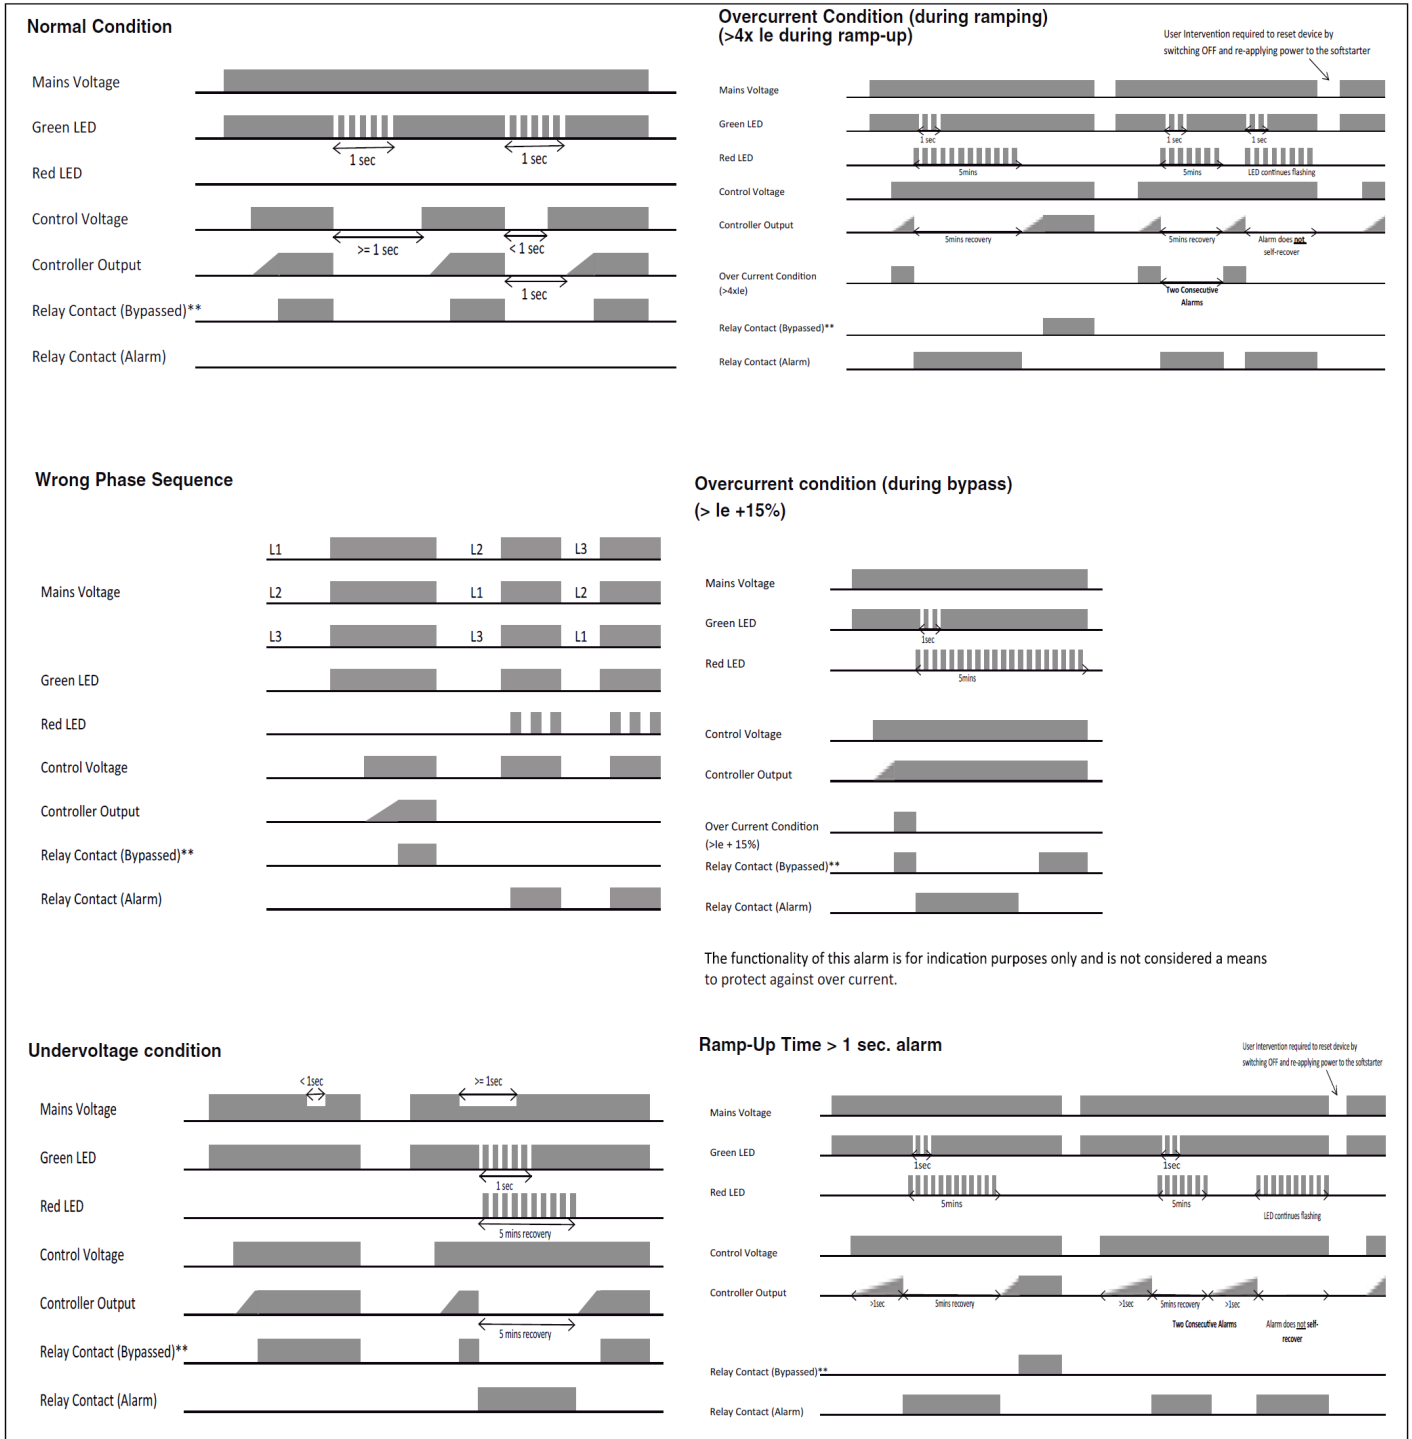 Normal Condition
Mains Voltage
Green LED
1 sec
1 sec
Red LED
Control Voltage
>= 1 sec
< 1 sec
Controller Output
1 sec
Relay Contact (Bypassed)**
Relay Contact (Alarm)
Overcurrent Condition (during ramping)
(>4x Ie during ramp-up)
User Intervention required to reset device by
switching OFF and re-applying power to the softstarter
Mains Voltage
Green LED
1 sec
1 sec
1 sec
Red LED
5mins
5mins
LED continues flashing
Control Voltage
Controller Output
5mins recovery
5mins recovery
Alarm does not
self-recover
Over Current Condition
(>4xIe)
Two Consecutive
Alarms
Relay Contact (Bypassed)**
Relay Contact (Alarm)
Wrong Phase Sequence
L1
L2
L3
Mains Voltage
L2
L1
L2
L3
L3
L1
Green LED
Red LED
Control Voltage
Controller Output
Relay Contact (Bypassed)**
Relay Contact (Alarm)
Overcurrent condition (during bypass)
(> Ie +15%)
Mains Voltage
Green LED
1sec
Red LED
5mins
Control Voltage
Controller Output
Over Current Condition
(>Ie + 15%)
Relay Contact (Bypassed)**
Relay Contact (Alarm)
The functionality of this alarm is for indication purposes only and is not considered a means
to protect against over current.
Undervoltage condition
< 1sec
>= 1sec
Mains Voltage
Green LED
1 sec
Red LED
5 mins recovery
Control Voltage
Controller Output
5 mins recovery
Relay Contact (Bypassed)**
Relay Contact (Alarm)
Ramp-Up Time > 1 sec. alarm
User Intervention required to reset device by
switching OFF and re-applying power to the softstarter
Mains Voltage
Green LED
1sec
1sec
Red LED
5mins
5mins
LED continues flashing
Control Voltage
Controller Output
>1sec
5mins recovery
>1sec
5mins recovery
>1sec
Two Consecutive Alarms
Alarm does not self-
recover
Relay Contact (Bypassed)**
Relay Contact (Alarm)